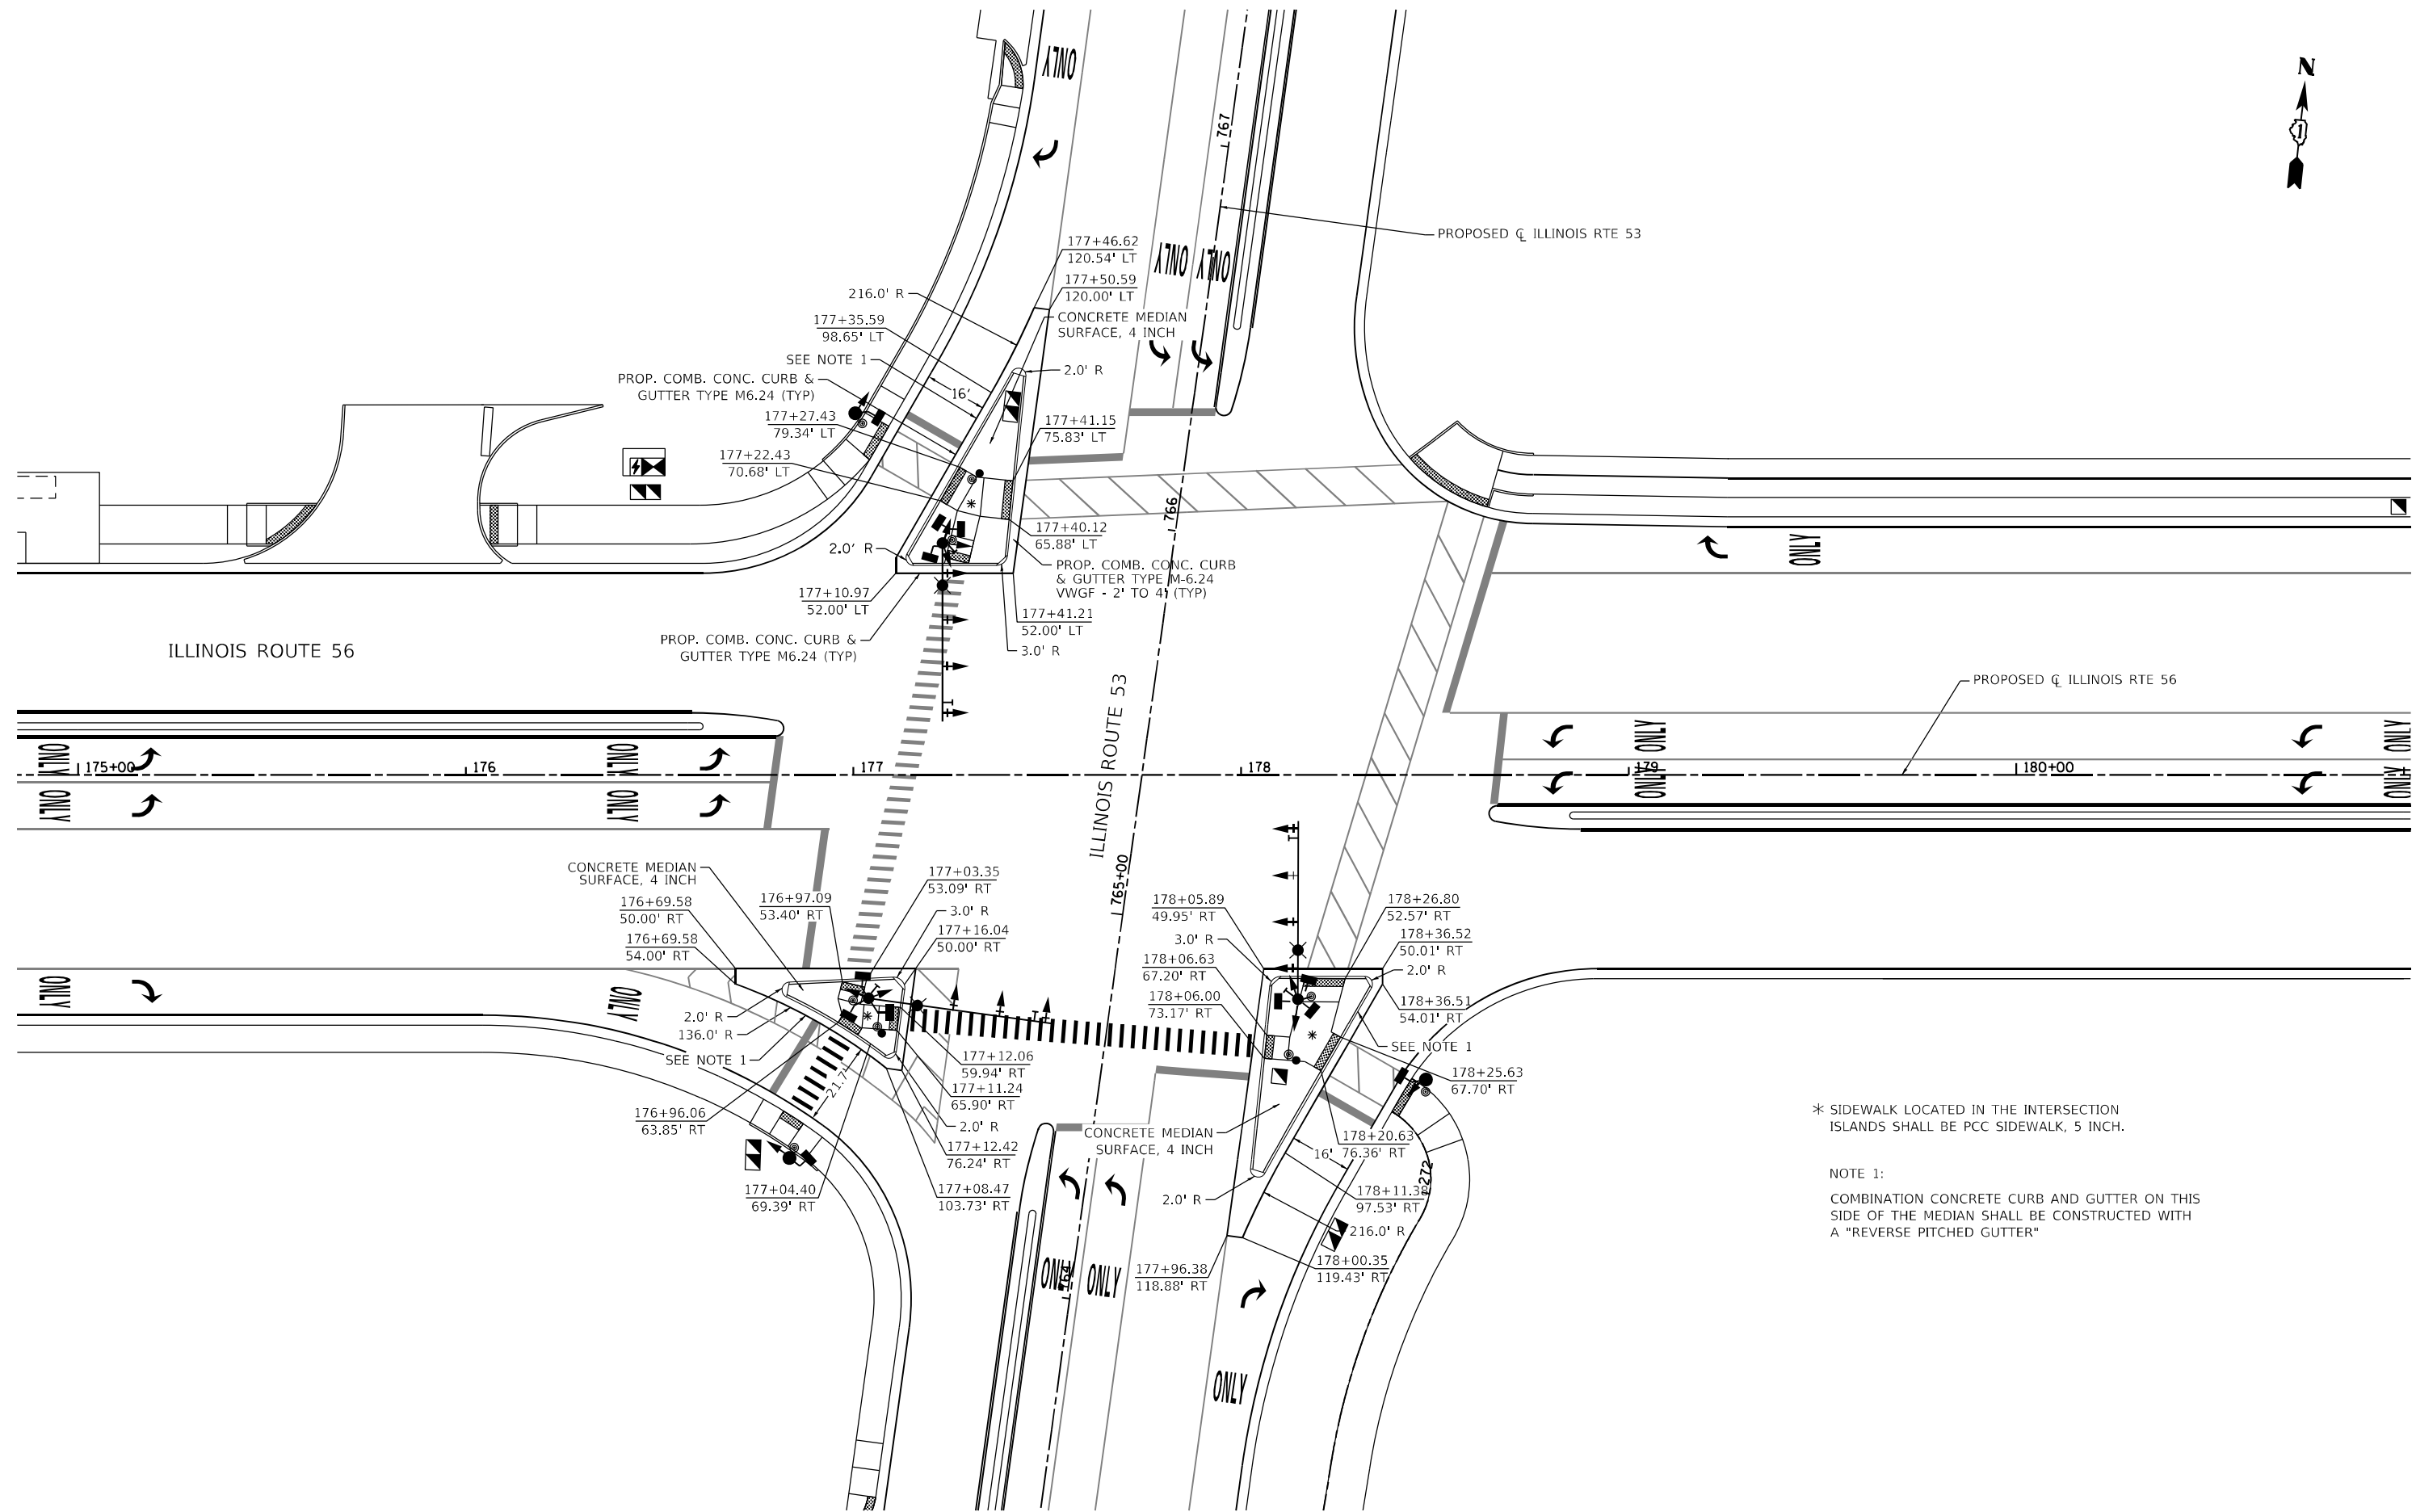 ONLY
N
1
767
177+46.62
120.54' LT
PROPOSED ℄ ILLINOIS RTE 53
ONLY
ONLY
177+50.59
120.00' LT
216.0' R
CONCRETE MEDIAN
SURFACE, 4 INCH
177+35.59
98.65' LT
SEE NOTE 1
2.0' R
PROP. COMB. CONC. CURB &
GUTTER TYPE M6.24 (TYP)
16'
177+27.43
79.34' LT
177+41.15
75.83' LT
177+22.43
70.68' LT
766
177+40.12
65.88' LT
2.0' R
ONLY
PROP. COMB. CONC. CURB
& GUTTER TYPE M-6.24
VWGF - 2' TO 4' (TYP)
177+10.97
52.00' LT
177+41.21
52.00' LT
PROP. COMB. CONC. CURB &
GUTTER TYPE M6.24 (TYP)
3.0' R
ILLINOIS ROUTE 56
ILLINOIS ROUTE 53
PROPOSED ℄ ILLINOIS RTE 56
ONLY
ONLY
ONLY
ONLY
175+00
176
177
178
179
180+00
ONLY
ONLY
ONLY
ONLY
CONCRETE MEDIAN
SURFACE, 4 INCH
177+03.35
53.09' RT
765+00
176+69.58
50.00' RT
176+97.09
53.40' RT
3.0' R
178+05.89
49.95' RT
178+26.80
52.57' RT
177+16.04
50.00' RT
176+69.58
54.00' RT
3.0' R
178+36.52
50.01' RT
178+06.63
67.20' RT
2.0' R
ONLY
ONLY
2.0' R
136.0' R
178+06.00
73.17' RT
178+36.51
54.01' RT
SEE NOTE 1
SEE NOTE 1
177+12.06
59.94' RT
21.7'
177+11.24
65.90' RT
178+25.63
67.70' RT
176+96.06
63.85' RT
2.0' R
177+12.42
76.24' RT
CONCRETE MEDIAN
SURFACE, 4 INCH
178+20.63
76.36' RT
16'
* SIDEWALK LOCATED IN THE INTERSECTION
ISLANDS SHALL BE PCC SIDEWALK, 5 INCH.
177+04.40
69.39' RT
177+08.47
103.73' RT
2.0' R
178+11.38
97.53' RT
272
216.0' R
NOTE 1:
COMBINATION CONCRETE CURB AND GUTTER ON THIS
SIDE OF THE MEDIAN SHALL BE CONSTRUCTED WITH
A "REVERSE PITCHED GUTTER"
ONLY
764
ONLY
177+96.38
118.88' RT
178+00.35
119.43' RT
ONLY